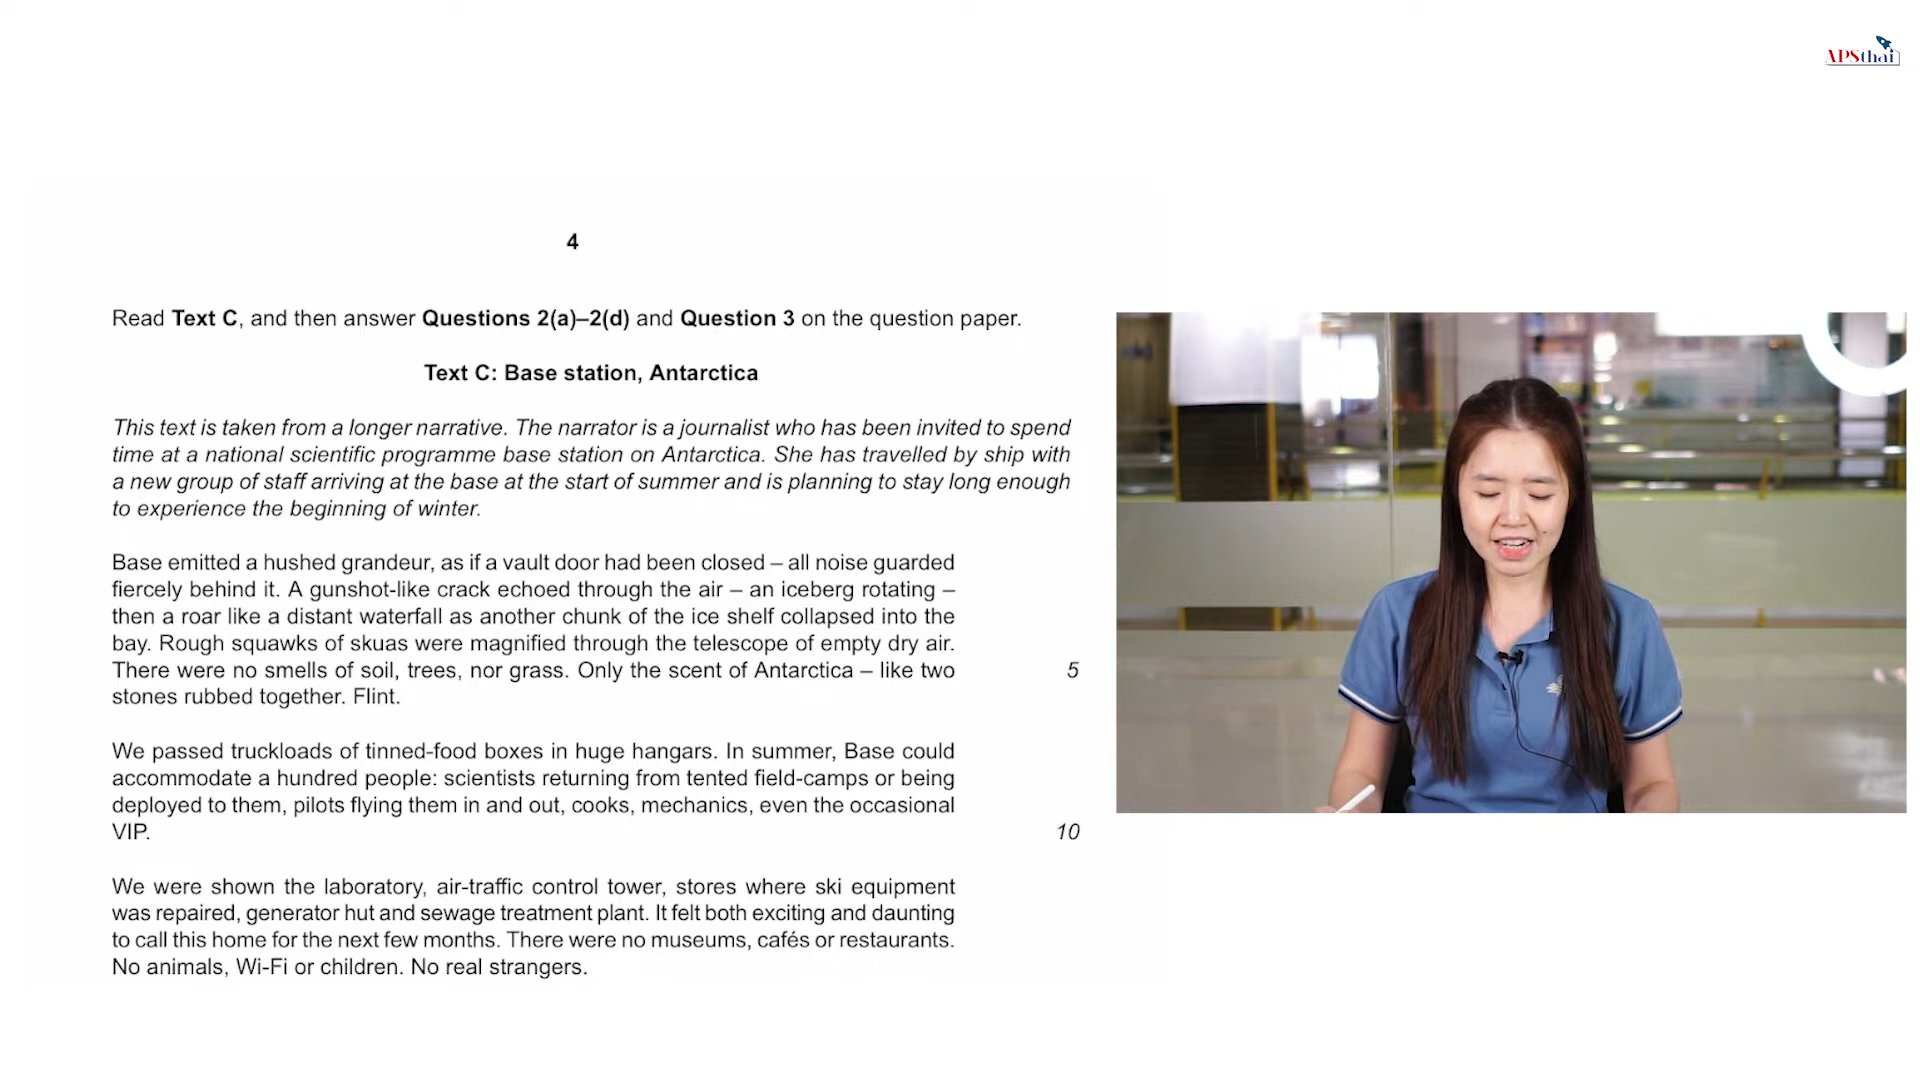 APSthai
4
Read Text C, and then answer Questions 2(a)–2(d) and Question 3 on the question paper.
Text C: Base station, Antarctica
This text is taken from a longer narrative. The narrator is a journalist who has been invited to spend
time at a national scientific programme base station on Antarctica. She has travelled by ship with
a new group of staff arriving at the base at the start of summer and is planning to stay long enough
to experience the beginning of winter.
Base emitted a hushed grandeur, as if a vault door had been closed – all noise guarded
fiercely behind it. A gunshot-like crack echoed through the air – an iceberg rotating –
then a roar like a distant waterfall as another chunk of the ice shelf collapsed into the
bay. Rough squawks of skuas were magnified through the telescope of empty dry air.
There were no smells of soil, trees, nor grass. Only the scent of Antarctica – like two 5
stones rubbed together. Flint.
We passed truckloads of tinned-food boxes in huge hangars. In summer, Base could
accommodate a hundred people: scientists returning from tented field-camps or being
deployed to them, pilots flying them in and out, cooks, mechanics, even the occasional
VIP. 10
We were shown the laboratory, air-traffic control tower, stores where ski equipment
was repaired, generator hut and sewage treatment plant. It felt both exciting and daunting
to call this home for the next few months. There were no museums, cafés or restaurants.
No animals, Wi-Fi or children. No real strangers.